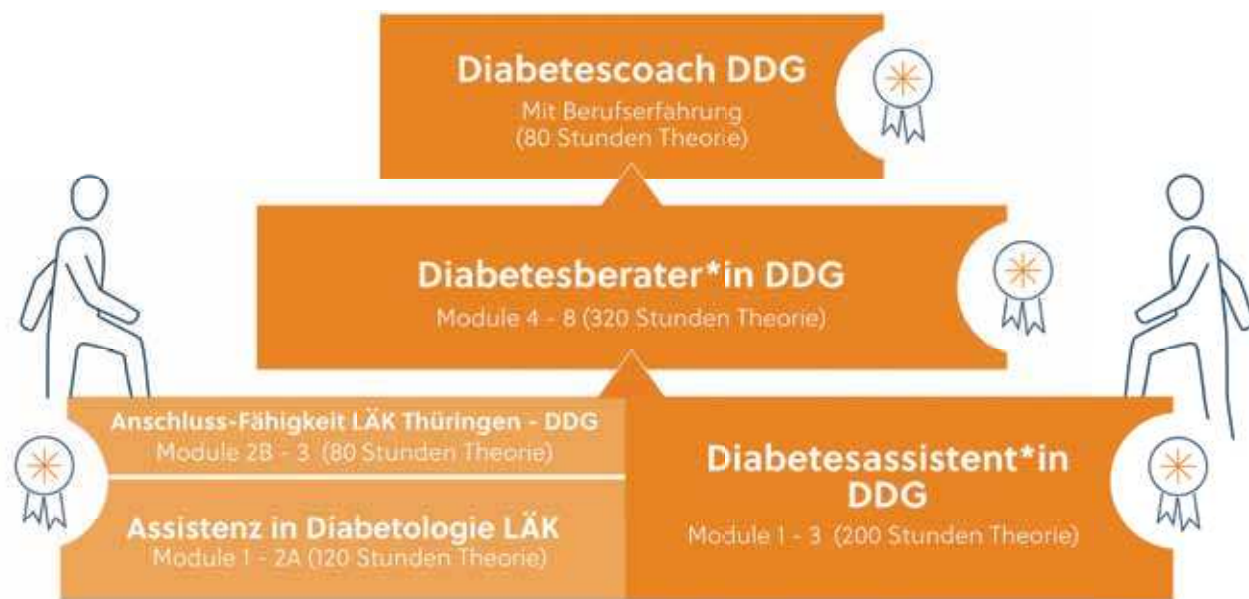 Diabetescoach DDG
Mit Berufserfahrung
(80 Stunden Theorie)
Diabetesberater*in DDG
Module 4 - 8 (320 Stunden Theorie)
Anschluss-Fähigkeit LÄK Thüringen - DDG
Module 2B - 3 (80 Stunden Theorie)
Assistenz in Diabetologie LÄK
Module 1 - 2A (120 Stunden Theorie)
Diabetesassistent*in
DDG
Module 1 - 3 (200 Stunden Theorie)